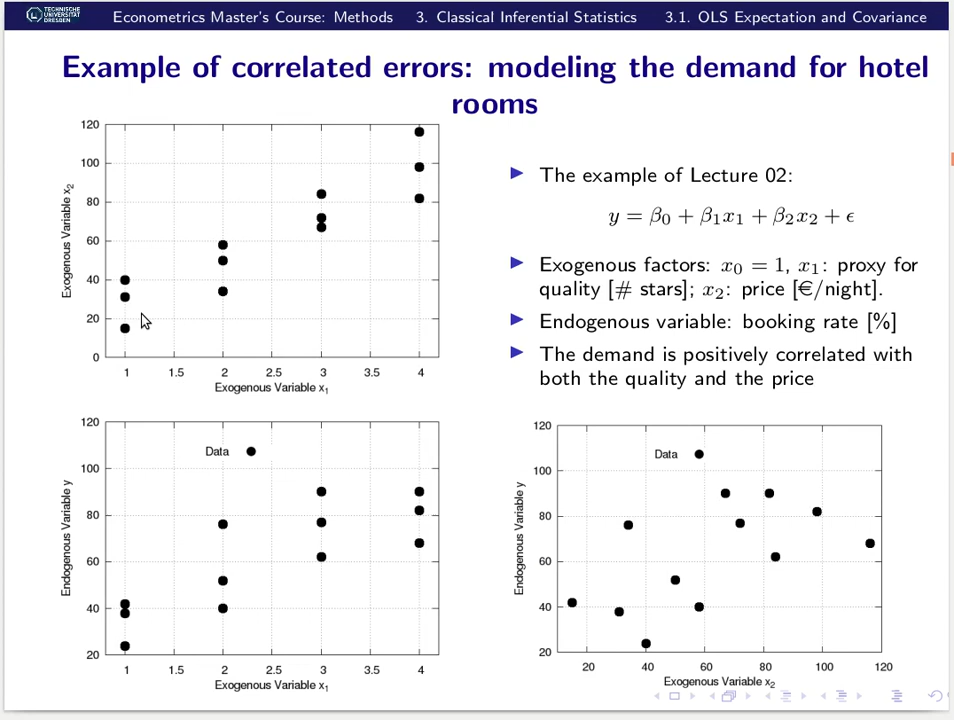 TECHNISCHE
UNIVERSITÄT
DRESDEN
Econometrics Master's Course: Methods 3. Classical Inferential Statistics 3.1. OLS Expectation and Covariance
Example of correlated errors: modeling the demand for hotel
rooms
120
100
80
60
40
20
0
Exogenous Variable x₂
1 1.5 2 2.5 3 3.5 4
Exogenous Variable x₁
▶ The example of Lecture 02:
y = β₀ + β₁x₁ + β₂x₂ + ϵ
▶ Exogenous factors: x₀ = 1, x₁: proxy for
quality [# stars]; x₂: price [€/night].
▶ Endogenous variable: booking rate [%]
▶ The demand is positively correlated with
both the quality and the price
120
100
80
60
40
20
Endogenous Variable y
Data
1 1.5 2 2.5 3 3.5 4
Exogenous Variable x₁
120
100
80
60
40
20
Endogenous Variable y
Data
20 40 60 80 100 120
Exogenous Variable x₂